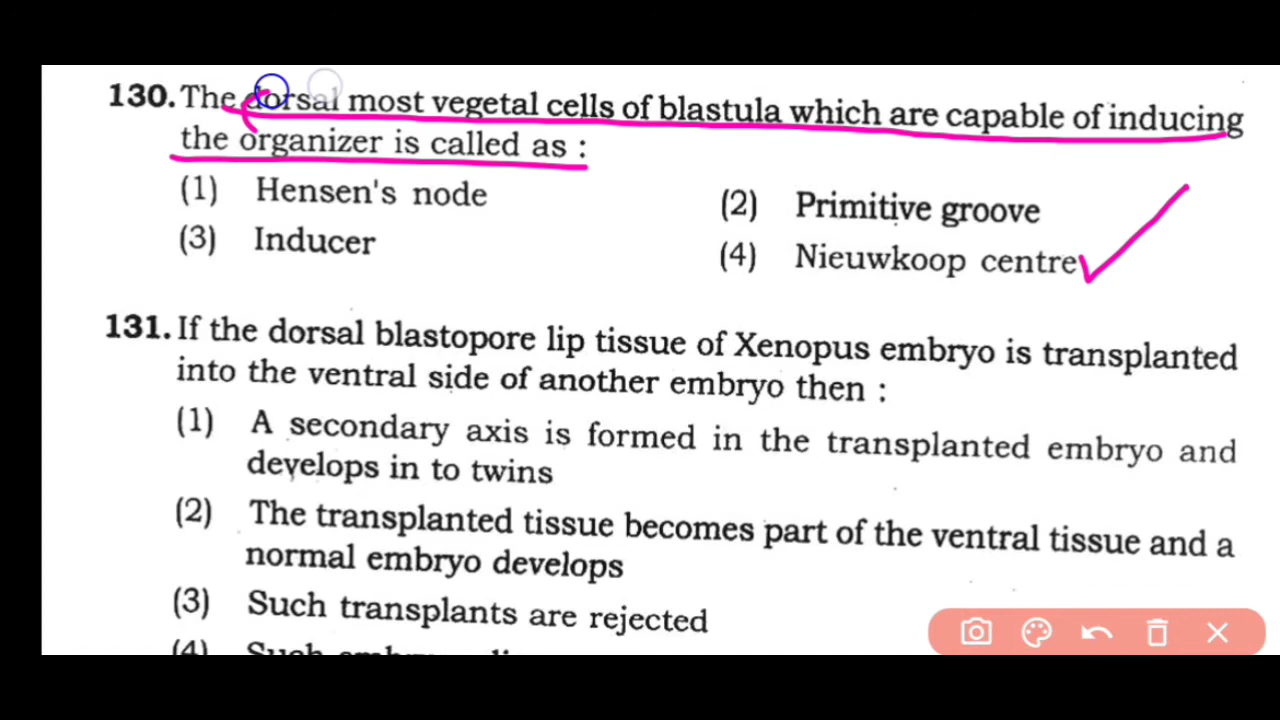 130. The dorsal most vegetal cells of blastula which are capable of inducing
the organizer is called as :
(1) Hensen's node (2) Primitive groove
(3) Inducer (4) Nieuwkoop centre
131. If the dorsal blastopore lip tissue of Xenopus embryo is transplanted
into the ventral side of another embryo then :
(1) A secondary axis is formed in the transplanted embryo and
develops in to twins
(2) The transplanted tissue becomes part of the ventral tissue and a
normal embryo develops
(3) Such transplants are rejected
(4) Such